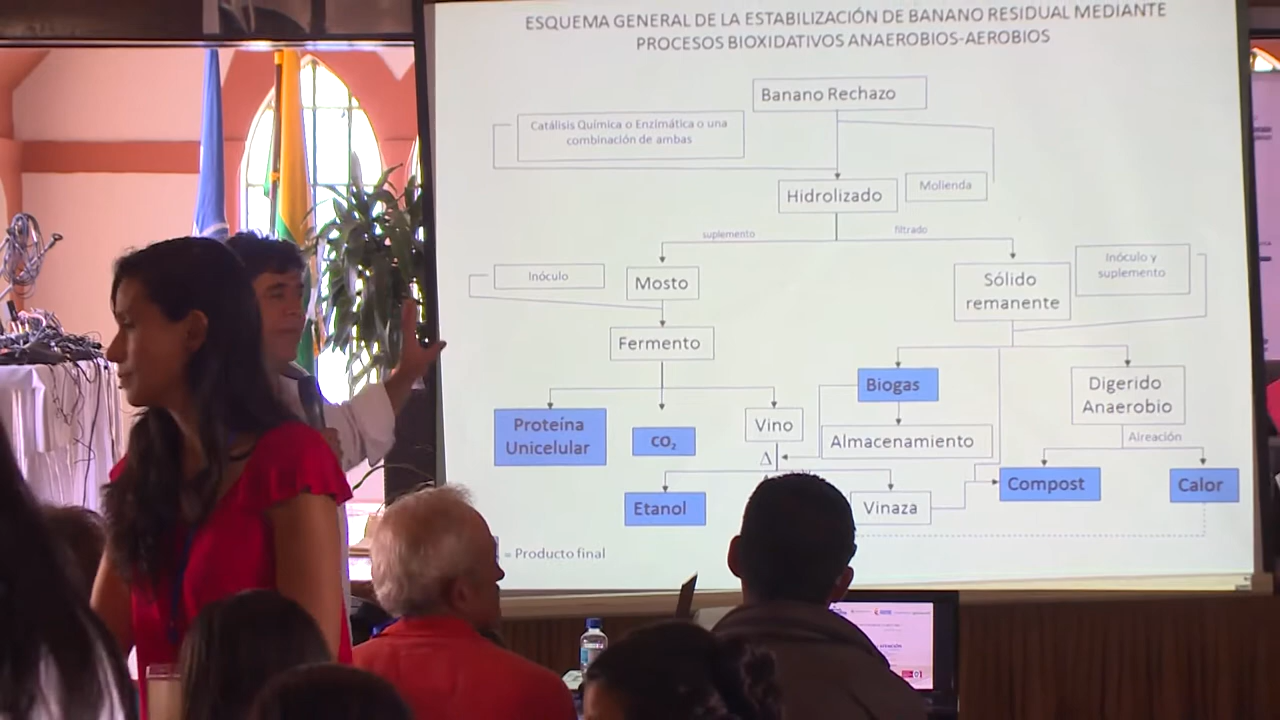 ESQUEMA GENERAL DE LA ESTABILIZACIÓN DE BANANO RESIDUAL MEDIANTE
PROCESOS BIOXIDATIVOS ANAEROBIOS-AEROBIOS
Banano Rechazo
Catálisis Química o Enzimática o una
combinación de ambas
Hidrolizado
Molienda
suplemento
filtrado
Inóculo
Mosto
Sólido
remanente
Inóculo y
suplemento
Fermento
Biogas
Digerido
Anaerobio
Proteína
Unicelular
CO₂
Vino
Almacenamiento
Aireación
Δ
Etanol
Vinaza
Compost
Calor
= Producto final